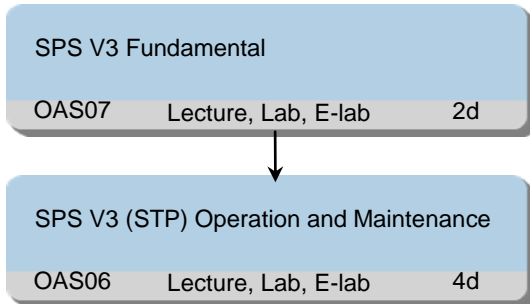 SPS V3 Fundamental
OAS07 Lecture, Lab, E-lab 2d
SPS V3 (STP) Operation and Maintenance
OAS06 Lecture, Lab, E-lab 4d